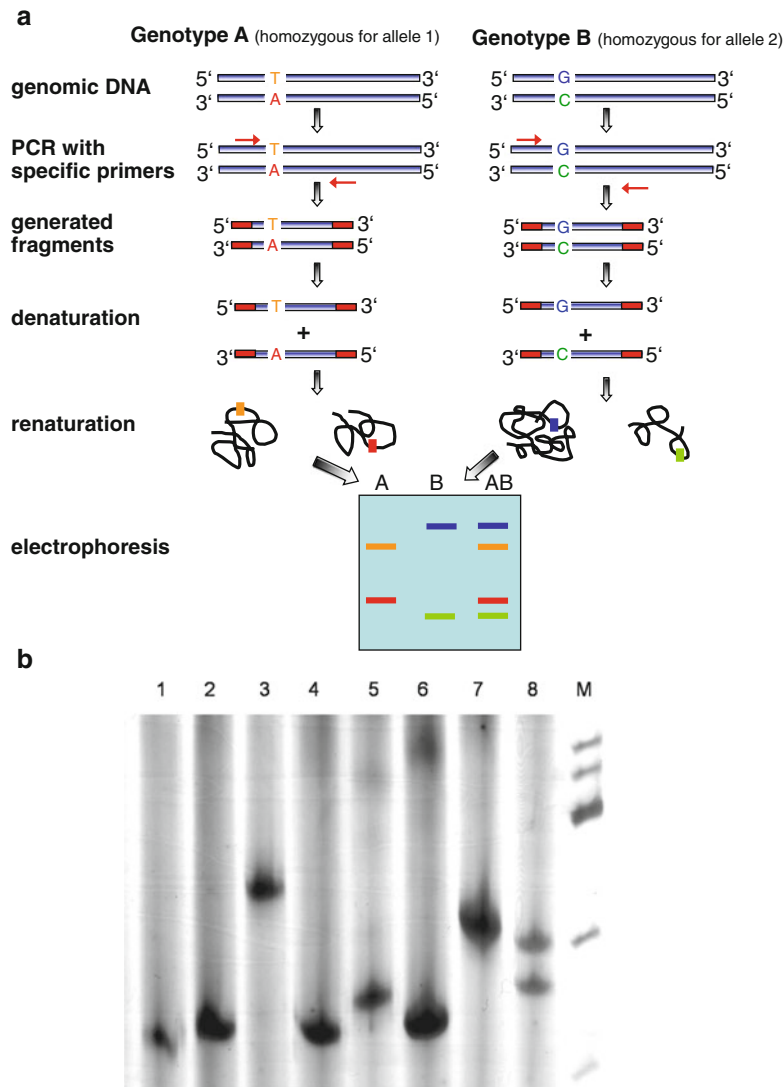 a
Genotype A (homozygous for allele 1)
Genotype B (homozygous for allele 2)
genomic DNA
5‘ T 3‘
3‘ A 5‘
5‘ G 3‘
3‘ C 5‘
PCR with
specific primers
5‘ T 3‘
3‘ A 5‘
5‘ G 3‘
3‘ C 5‘
generated
fragments
5‘ T 3‘
3‘ A 5‘
5‘ G 3‘
3‘ C 5‘
denaturation
5‘ T 3‘
+
3‘ A 5‘
5‘ G 3‘
+
3‘ C 5‘
renaturation
A B AB
electrophoresis
b
1 2 3 4 5 6 7 8 M